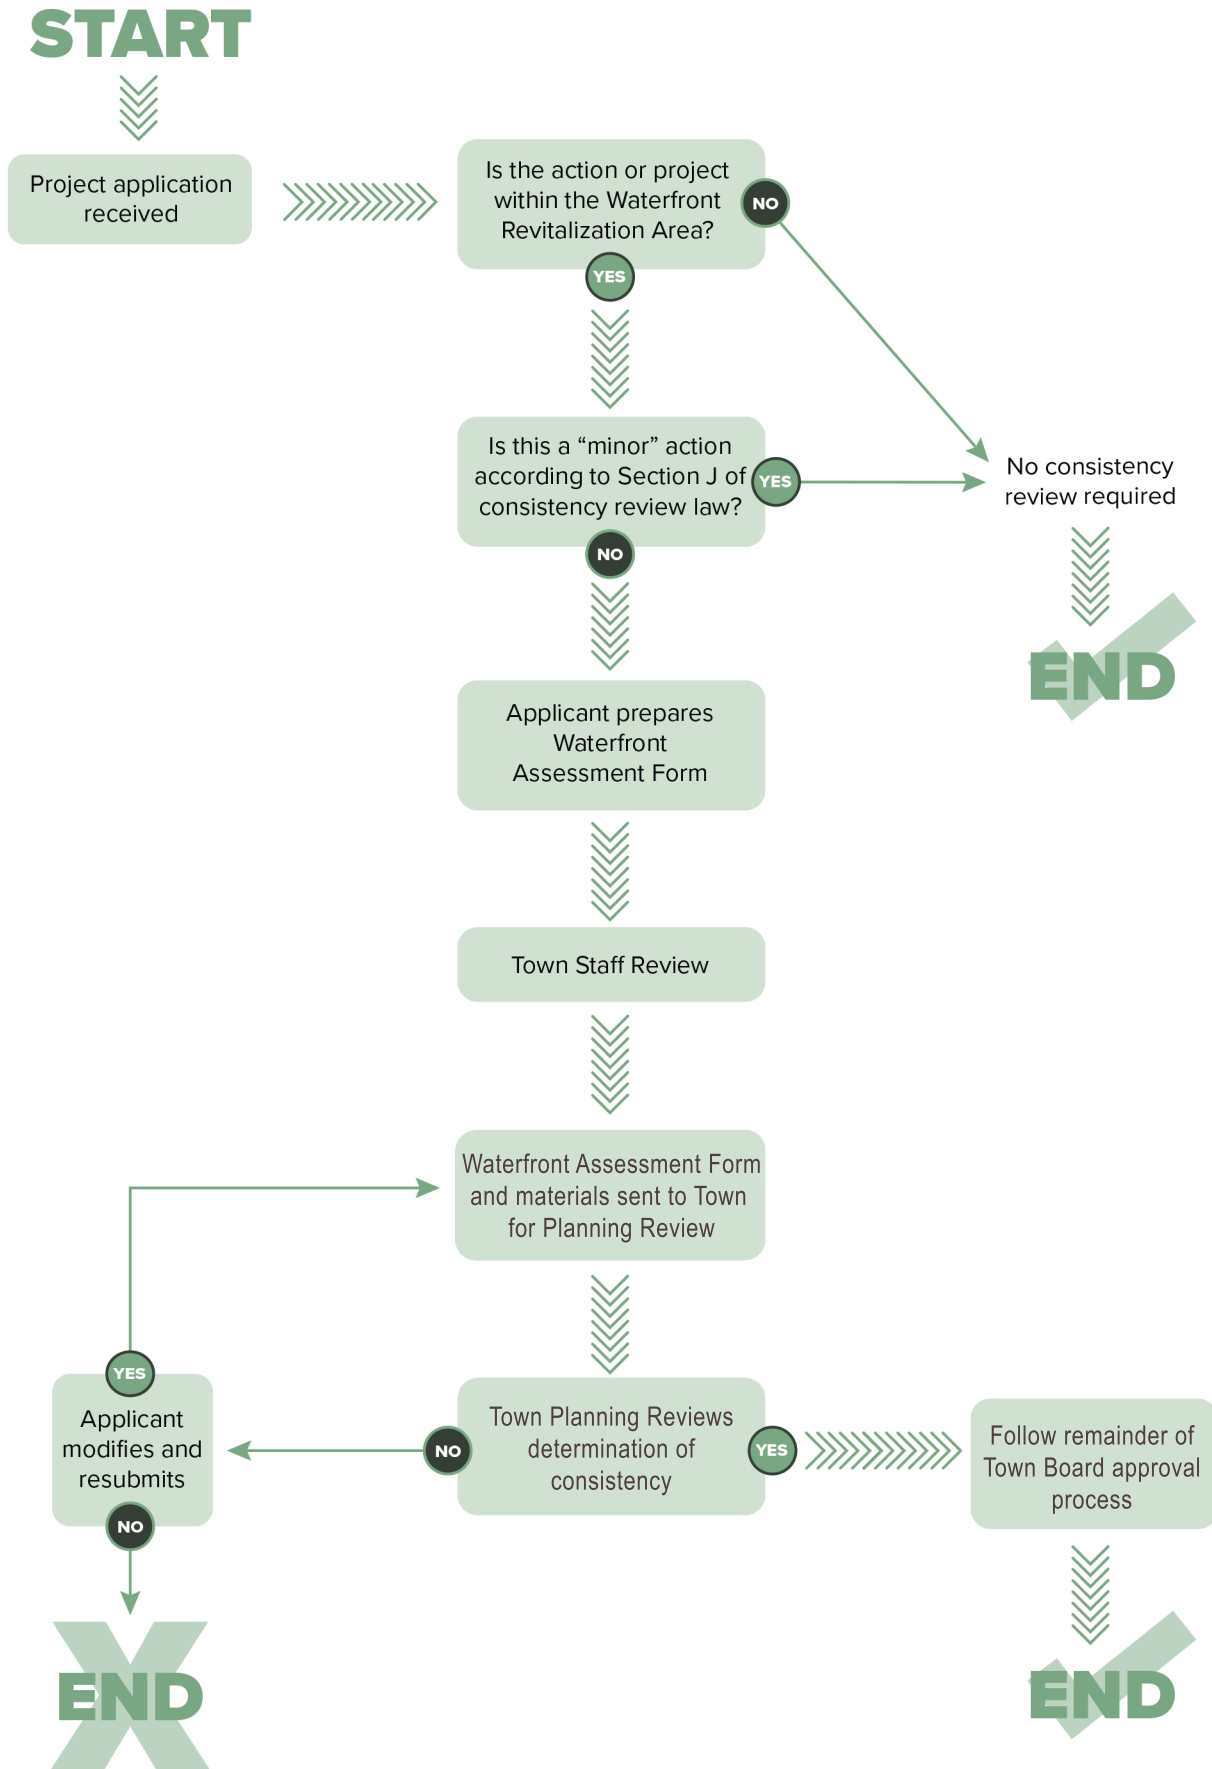 START
Project application
received
Is the action or project
within the Waterfront
Revitalization Area?
NO
YES
Is this a “minor” action
according to Section J of
consistency review law?
YES
NO
No consistency
review required
END
Applicant prepares
Waterfront
Assessment Form
Town Staff Review
Waterfront Assessment Form
and materials sent to Town
for Planning Review
YES
Applicant
modifies and
resubmits
NO
NO
Town Planning Reviews
determination of
consistency
YES
Follow remainder of
Town Board approval
process
END
END